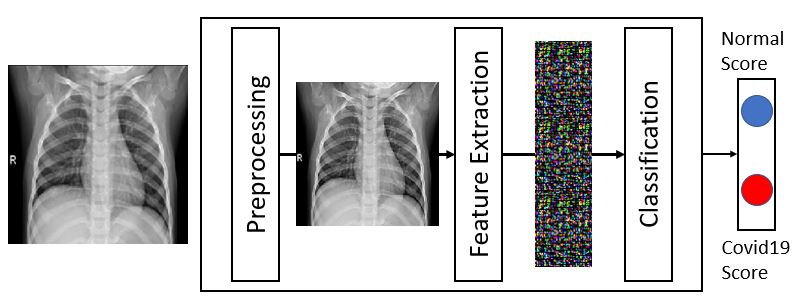 R
Preprocessing
R
Feature Extraction
Classification
Normal
Score
Covid19
Score